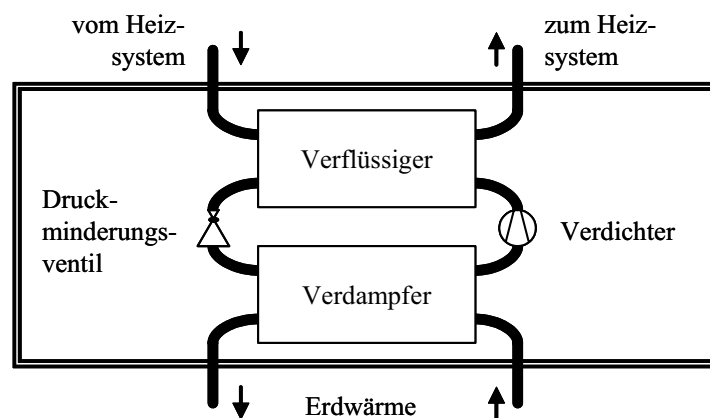 vom Heiz-
system
zum Heiz-
system
Verflüssiger
Druck-
minderungs-
ventil
Verdichter
Verdampfer
Erdwärme